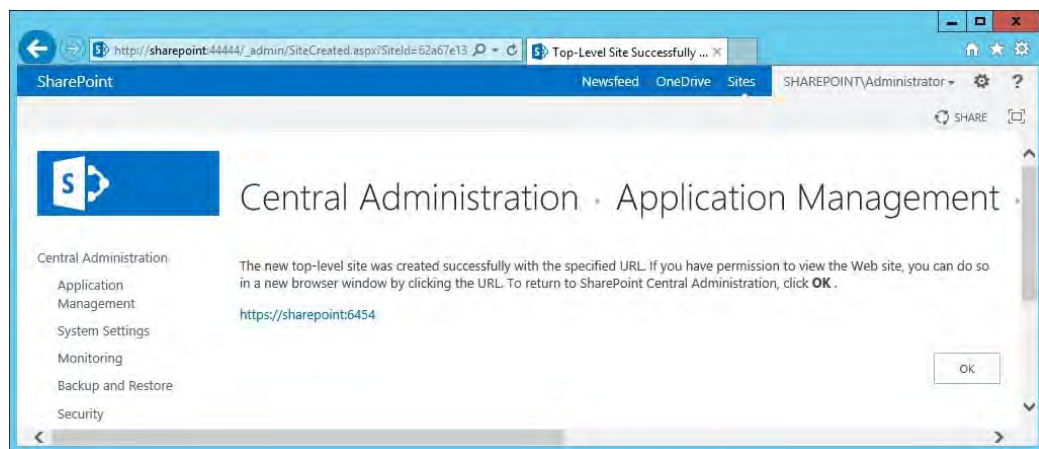 http://sharepoint:44444/_admin/SiteCreated.aspx?SiteId=62a67e13
Top-Level Site Successfully ...
SharePoint
Newsfeed OneDrive Sites SHAREPOINT\Administrator ?
SHARE
S
Central Administration · Application Management ·
Central Administration
Application
Management
System Settings
Monitoring
Backup and Restore
Security
The new top-level site was created successfully with the specified URL. If you have permission to view the Web site, you can do so
in a new browser window by clicking the URL. To return to SharePoint Central Administration, click OK .
https://sharepoint:6454
OK